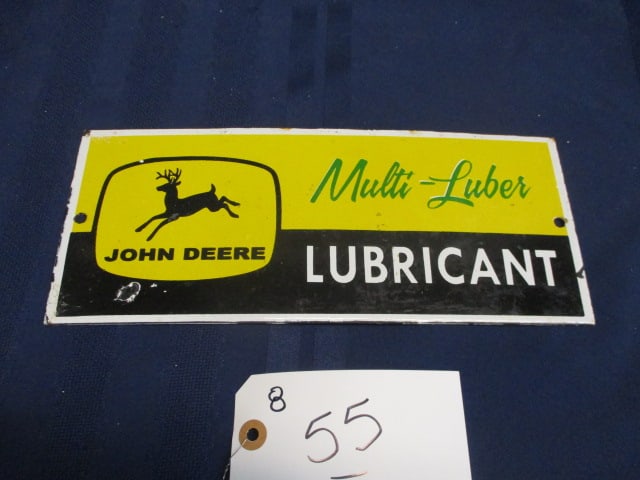 Multi-Luber
JOHN DEERE
LUBRICANT
8
55